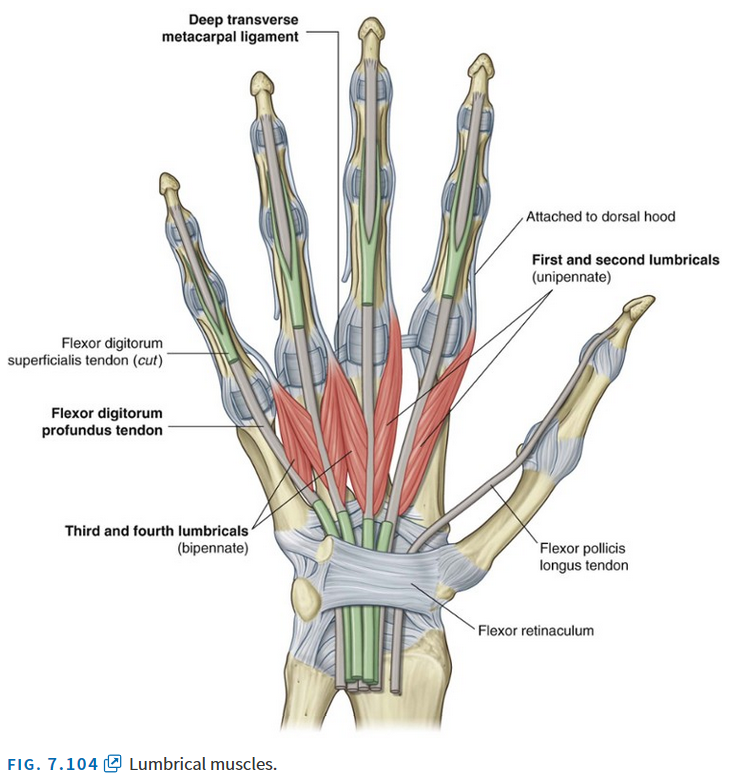 Deep transverse
metacarpal ligament
Attached to dorsal hood
First and second lumbricals
(unipennate)
Flexor digitorum
superficialis tendon (cut)
Flexor digitorum
profundus tendon
Third and fourth lumbricals
(bipennate)
Flexor pollicis
longus tendon
Flexor retinaculum
FIG. 7.104 Lumbrical muscles.